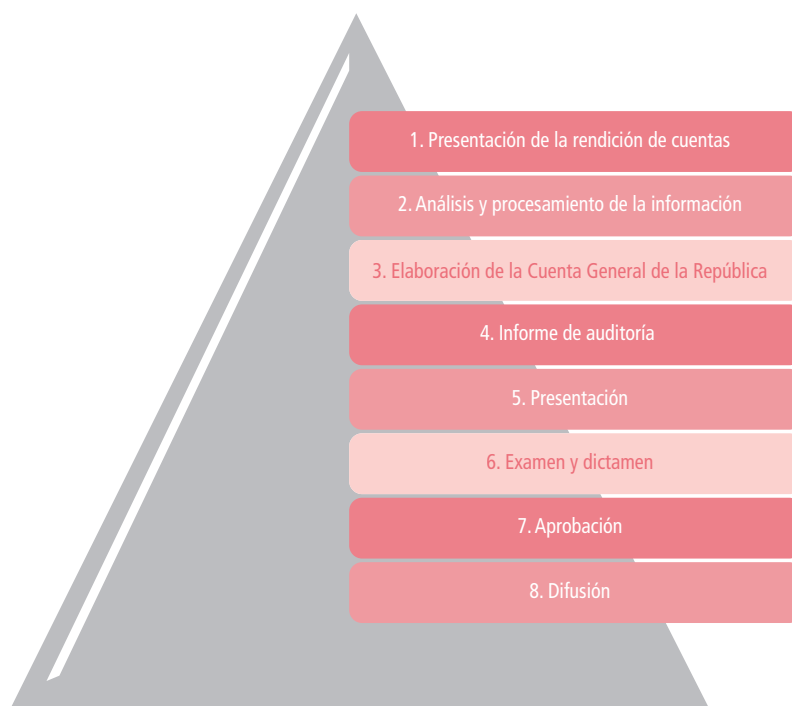 1. Presentación de la rendición de cuentas
2. Análisis y procesamiento de la información
3. Elaboración de la Cuenta General de la República
4. Informe de auditoría
5. Presentación
6. Examen y dictamen
7. Aprobación
8. Difusión